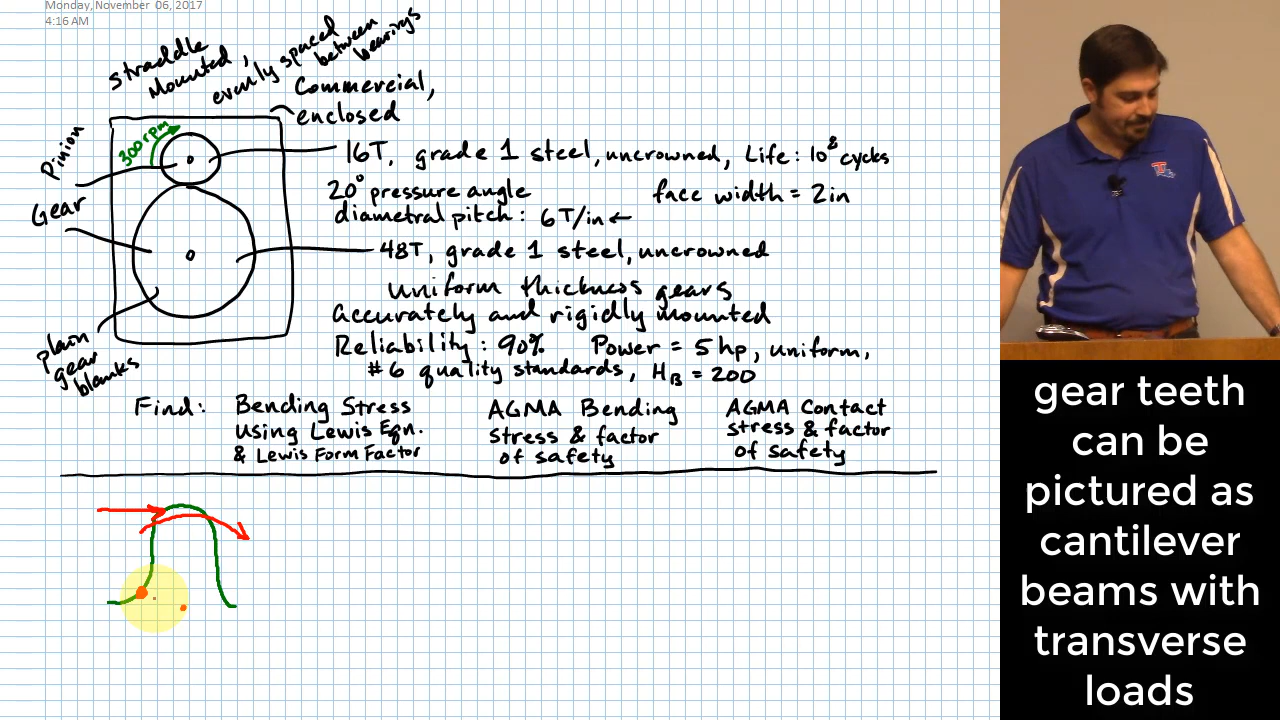 Monday, November 06, 2017
4:16 AM
straddle
Mounted,
evenly spaced
between
bearings
Commercial,
enclosed
300 rpm
Pinion
Gear
16T, grade 1 steel, uncrowned, Life: 10⁸ cycles
20° pressure angle
face width = 2in
diametral pitch: 6T/in ←
48T, grade 1 steel, uncrowned
uniform thickness gears
accurately and rigidly mounted
plain
gear
blanks
Reliability: 90% Power = 5 hp, uniform,
#6 quality standards, H_B = 200
Find:
Bending Stress
using Lewis Eqn.
& Lewis Form Factor
AGMA Bending
stress & factor
of safety
AGMA Contact
stress & factor
of safety
gear teeth
can be
pictured as
cantilever
beams with
transverse
loads